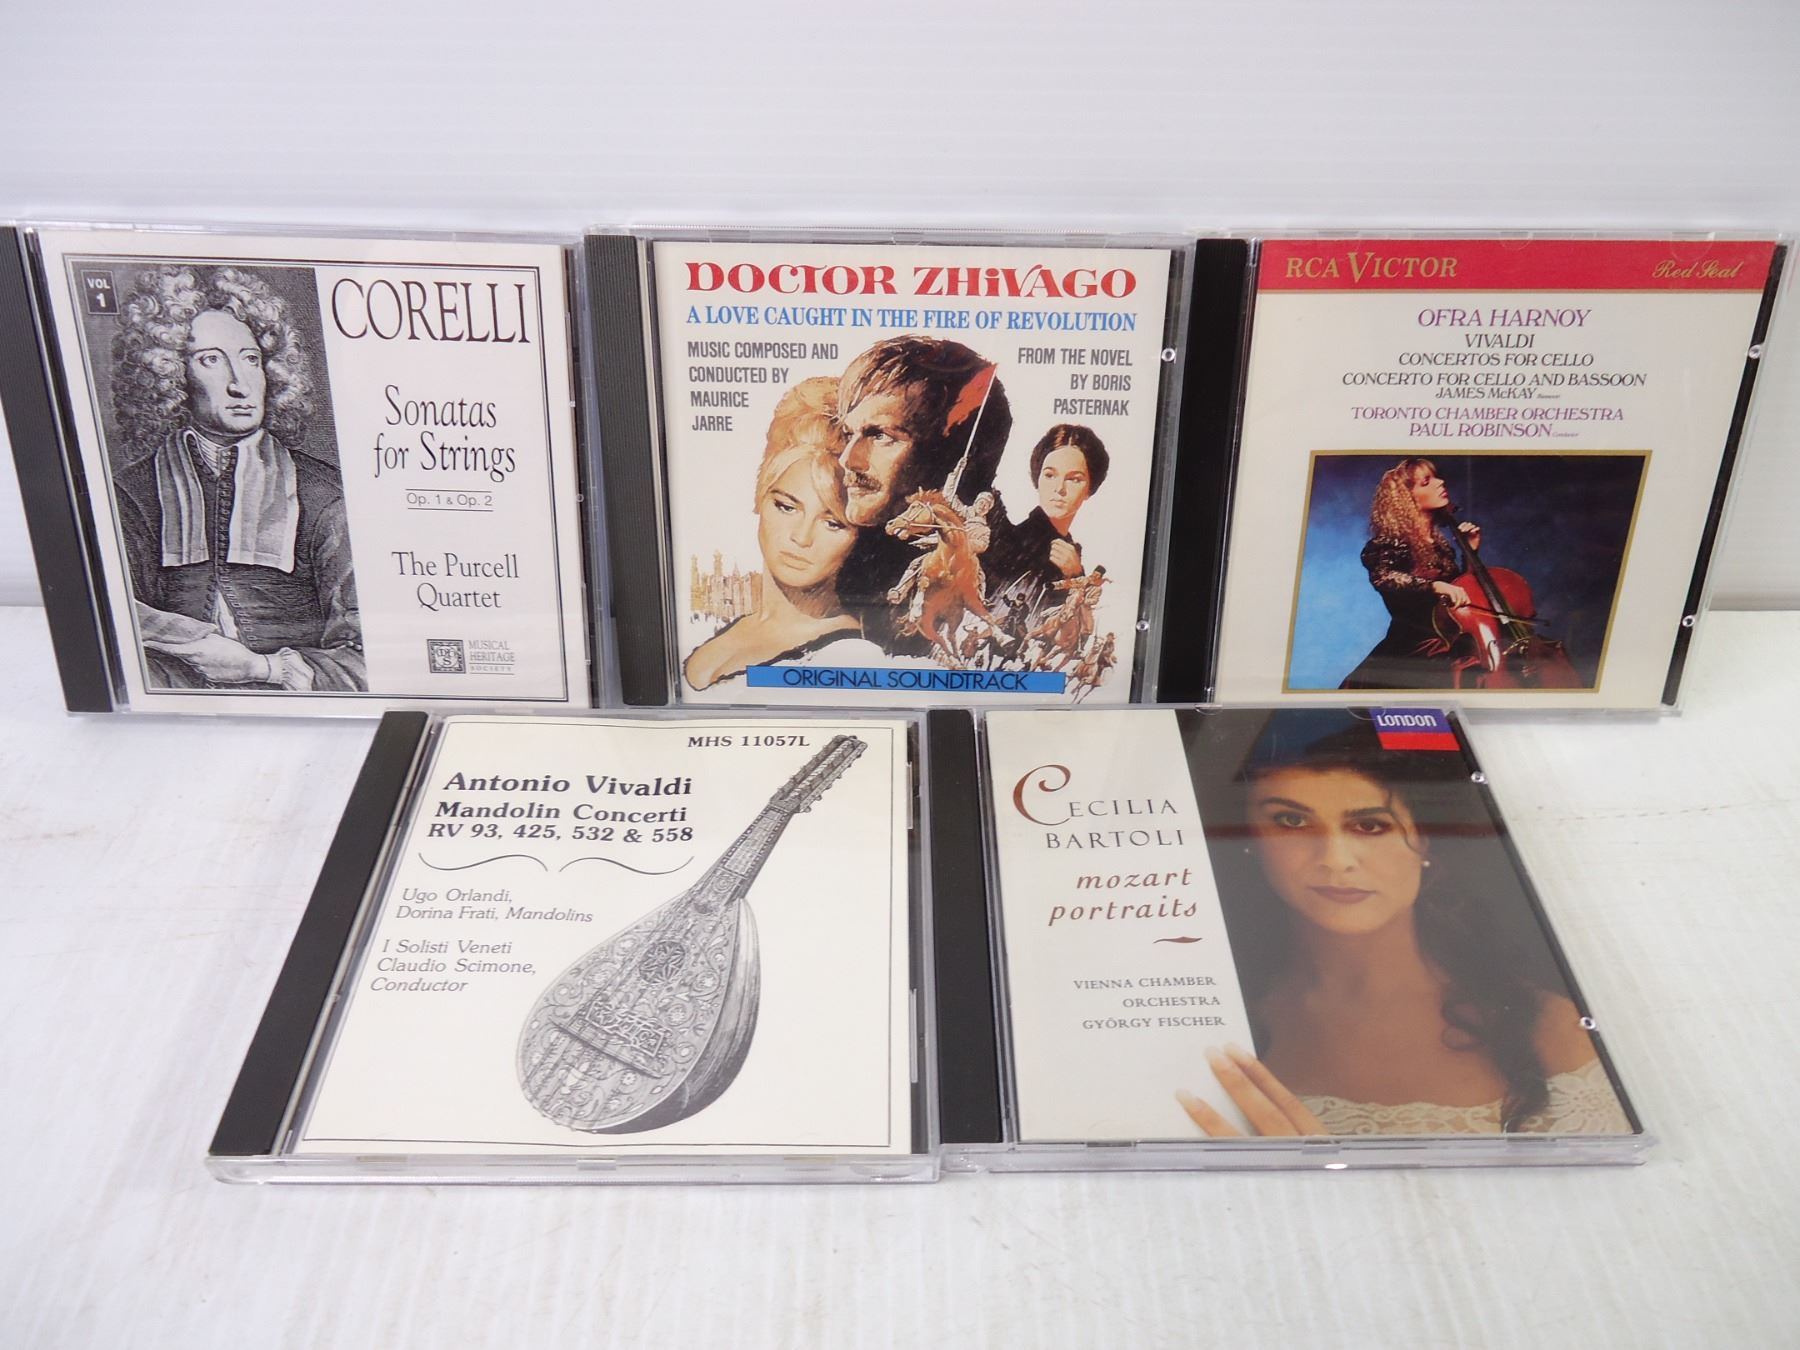 VOL
1
CORELLI
Sonatas
for Strings
Op. 1 & Op. 2
The Purcell
Quartet
MUSICAL
HERITAGE
SOCIETY
DOCTOR ZHiVAGO
A LOVE CAUGHT IN THE FIRE OF REVOLUTION
MUSIC COMPOSED AND
CONDUCTED BY
MAURICE
JARRE
FROM THE NOVEL
BY BORIS
PASTERNAK
ORIGINAL SOUNDTRACK
RCA VICTOR
Red Seal
OFRA HARNOY
VIVALDI
CONCERTOS FOR CELLO
CONCERTO FOR CELLO AND BASSOON
JAMES McKAY Bassoon
TORONTO CHAMBER ORCHESTRA
PAUL ROBINSON Conductor
MHS 11057L
Antonio Vivaldi
Mandolin Concerti
RV 93, 425, 532 & 558
Ugo Orlandi,
Dorina Frati, Mandolins
I Solisti Veneti
Claudio Scimone,
Conductor
LONDON
CECILIA
BARTOLI
mozart
portraits
VIENNA CHAMBER
ORCHESTRA
GYÖRGY FISCHER